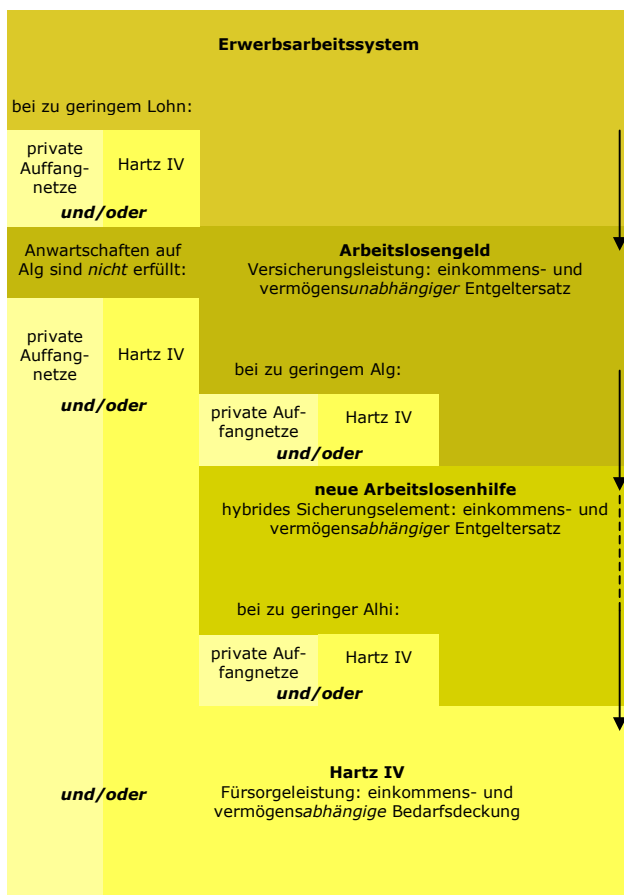 Erwerbsarbeitssystem
bei zu geringem Lohn:
private
Auffang-
netze
Hartz IV
und/oder
Anwartschaften auf
Alg sind nicht erfüllt:
Arbeitslosengeld
Versicherungsleistung: einkommens- und
vermögensunabhängiger Entgeltersatz
private
Auffang-
netze
Hartz IV
und/oder
bei zu geringem Alg:
private Auf-
fangnetze
Hartz IV
und/oder
neue Arbeitslosenhilfe
hybrides Sicherungselement: einkommens- und
vermögensabhängiger Entgeltersatz
bei zu geringer Alhi:
private Auf-
fangnetze
Hartz IV
und/oder
Hartz IV
Fürsorgeleistung: einkommens- und
vermögensabhängige Bedarfsdeckung
und/oder